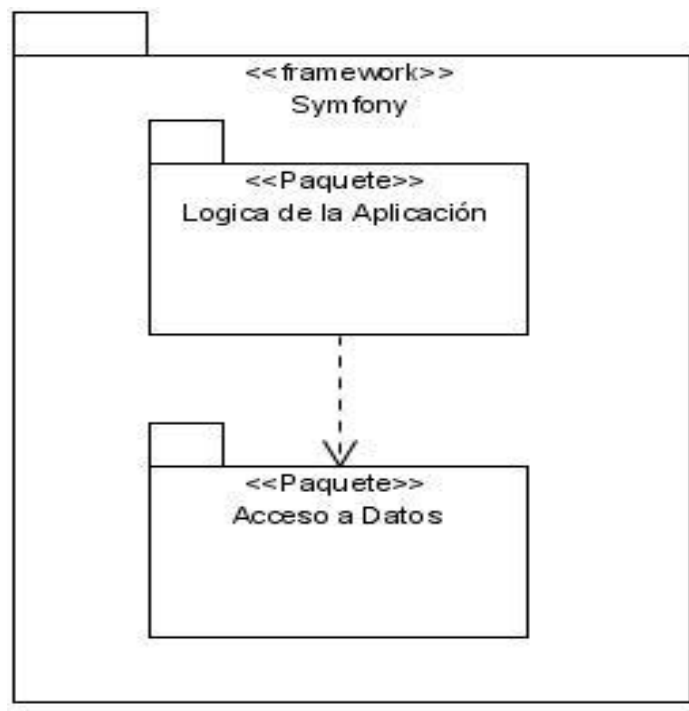 <<framework>>
Symfony
<<Paquete>>
Logica de la Aplicación
<<Paquete>>
Acceso a Datos